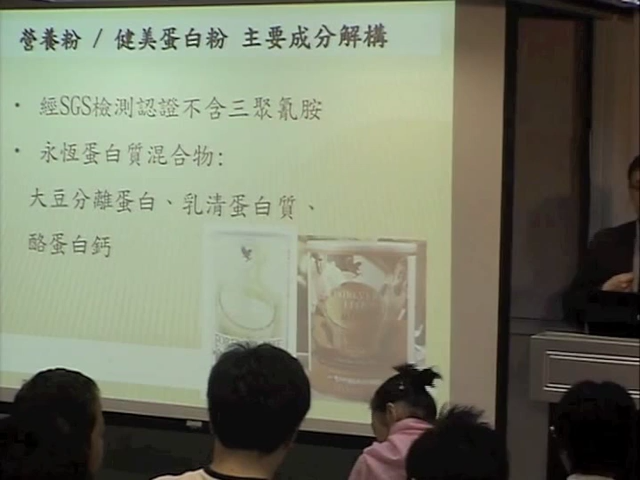 營養粉 / 健美蛋白粉 主要成分解構
• 經SGS檢測認證不含三聚氰胺
• 永恆蛋白質混合物:
大豆分離蛋白、乳清蛋白質、
酪蛋白鈣